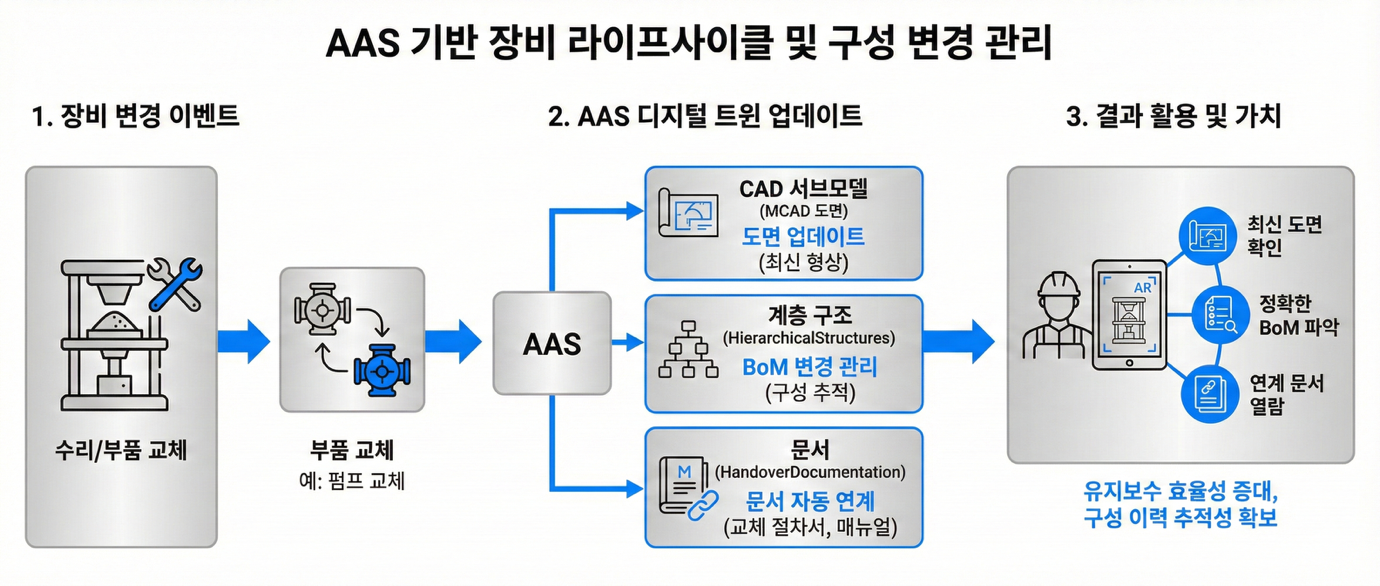 AAS 기반 장비 라이프사이클 및 구성 변경 관리
1. 장비 변경 이벤트
수리/부품 교체
부품 교체
예: 펌프 교체
2. AAS 디지털 트윈 업데이트
AAS
CAD 서브모델
(MCAD 도면)
도면 업데이트
(최신 형상)
계층 구조
(HierarchicalStructures)
BoM 변경 관리
(구성 추적)
M
문서
(HandoverDocumentation)
문서 자동 연계
(교체 절차서, 매뉴얼)
3. 결과 활용 및 가치
AR
최신 도면
확인
정확한
BoM 파악
연계 문서
열람
유지보수 효율성 증대,
구성 이력 추적성 확보